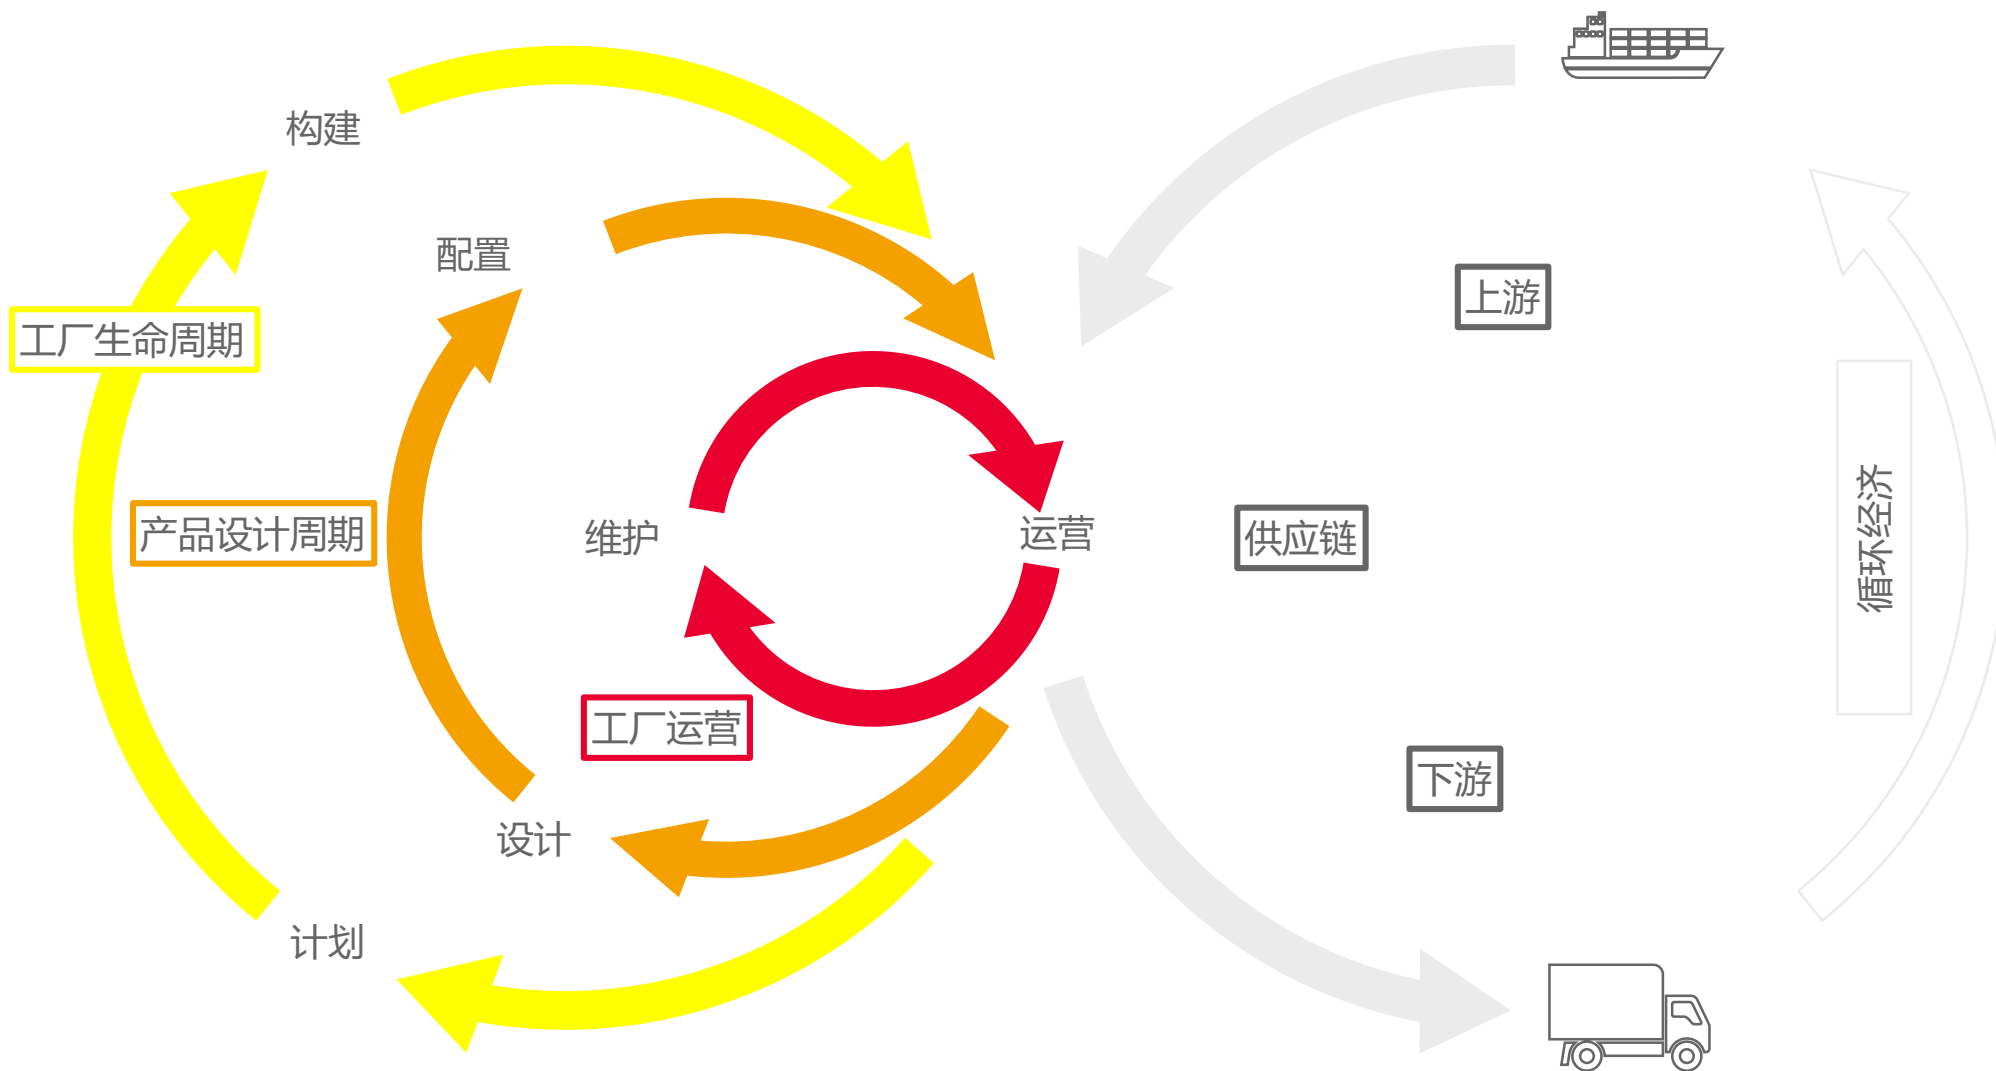 构建
配置
上游
工厂生命周期
产品设计周期
维护
运营
供应链
循环经济
工厂运营
下游
设计
计划